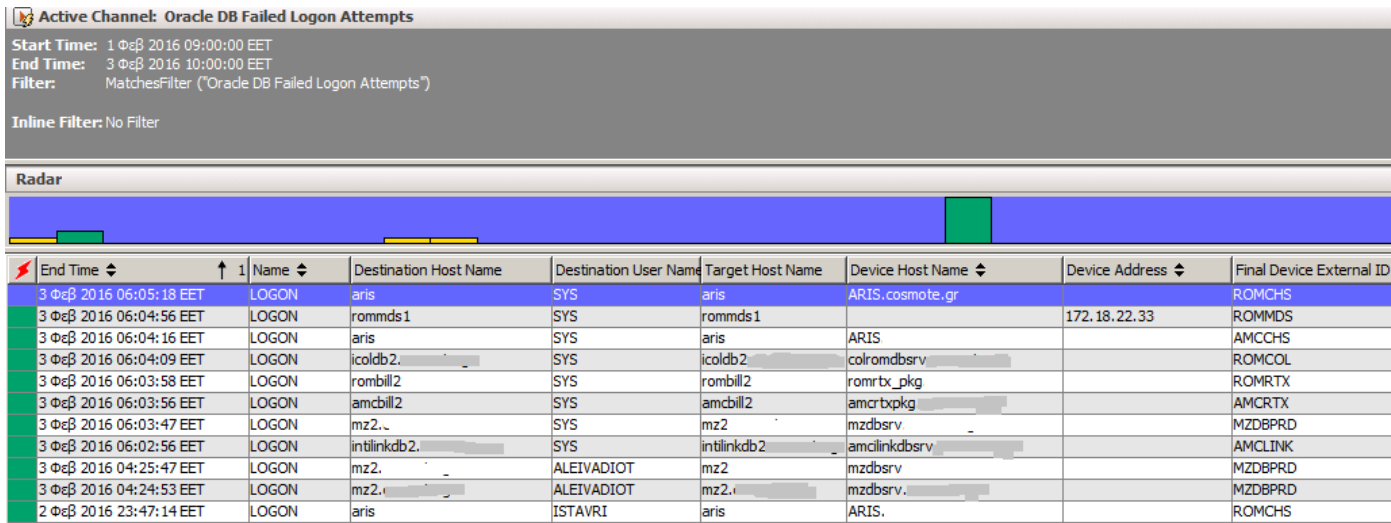 Active Channel: Oracle DB Failed Logon Attempts
Start Time: 1 Φεβ 2016 09:00:00 EET
End Time: 3 Φεβ 2016 10:00:00 EET
Filter: MatchesFilter ("Oracle DB Failed Logon Attempts")
Inline Filter: No Filter
Radar
End Time 1 Name Destination Host Name Destination User Name Target Host Name Device Host Name Device Address Final Device External ID
3 Φεβ 2016 06:05:18 EET LOGON aris SYS aris ARIS.cosmote.gr ROMCHS
3 Φεβ 2016 06:04:56 EET LOGON rommds1 SYS rommds1 172.18.22.33 ROMMDS
3 Φεβ 2016 06:04:16 EET LOGON aris SYS aris ARIS. AMCCHS
3 Φεβ 2016 06:04:09 EET LOGON icoldb2. SYS icoldb2 colromdbsrv ROMCOL
3 Φεβ 2016 06:03:58 EET LOGON rombill2 SYS rombill2 romrtx_pkg ROMRTX
3 Φεβ 2016 06:03:56 EET LOGON amcbill2 SYS amcbill2 amcrtxpkg AMCRTX
3 Φεβ 2016 06:03:47 EET LOGON mz2. SYS mz2 mzdbsrv MZDBPRD
3 Φεβ 2016 06:02:56 EET LOGON intilinkdb2. SYS intilinkdb2 amcilinkdbsrv AMCLINK
3 Φεβ 2016 04:25:47 EET LOGON mz2. ALEIVADIOT mz2 mzdbsrv MZDBPRD
3 Φεβ 2016 04:24:53 EET LOGON mz2. ALEIVADIOT mz2. mzdbsrv. MZDBPRD
2 Φεβ 2016 23:47:14 EET LOGON aris ISTAVRI aris ARIS. ROMCHS